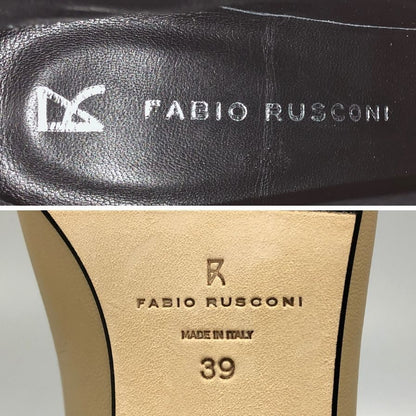 FABIO RUSCONI
FABIO RUSCONI
MADE IN ITALY
39